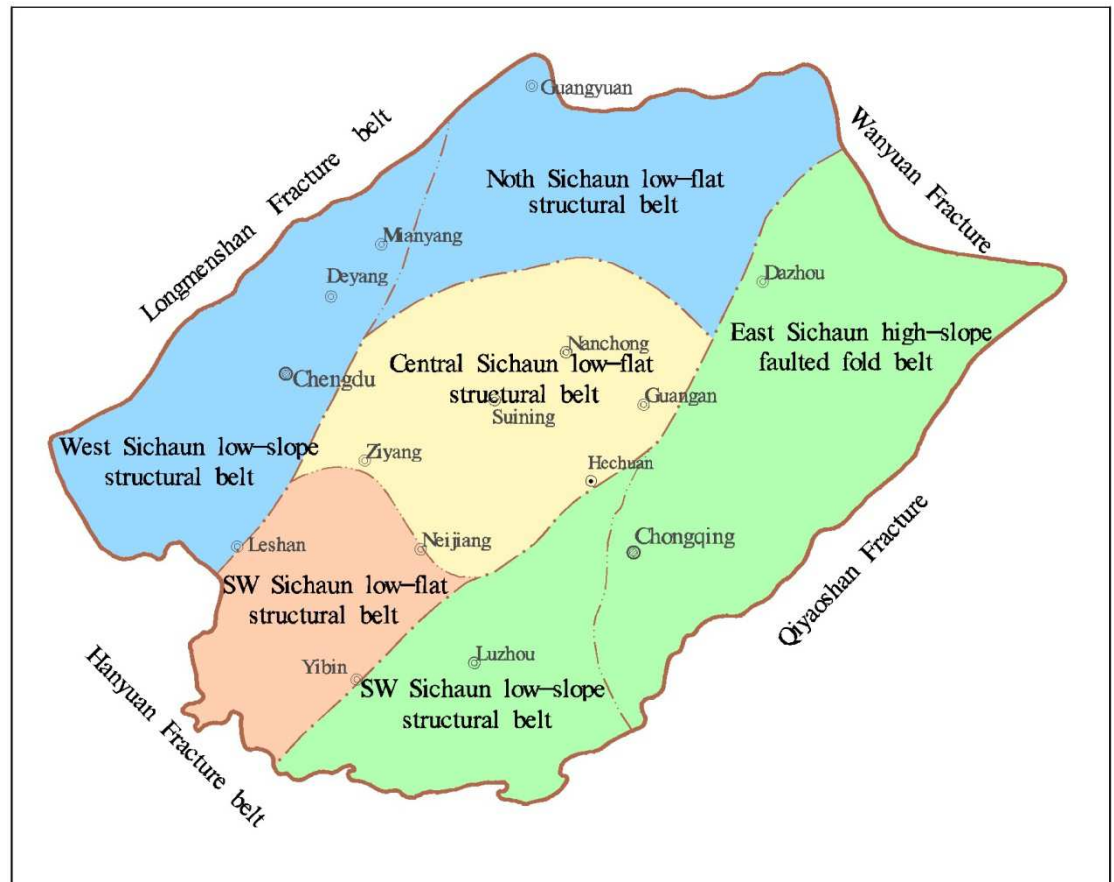 Guangyuan
Wanyuan Fracture
Longmenshan Fracture belt
Noth Sichaun low-flat
structural belt
Mianyang
Deyang
Dazhou
East Sichaun high-slope
faulted fold belt
Nanchong
Central Sichaun low-flat
structural belt
Chengdu
Guangan
Suining
West Sichaun low-slope
structural belt
Ziyang
Hechuan
Leshan
Neijiang
Chongqing
SW Sichaun low-flat
structural belt
Qiyaoshan Fracture
Hanyuan Fracture belt
Yibin
Luzhou
SW Sichaun low-slope
structural belt